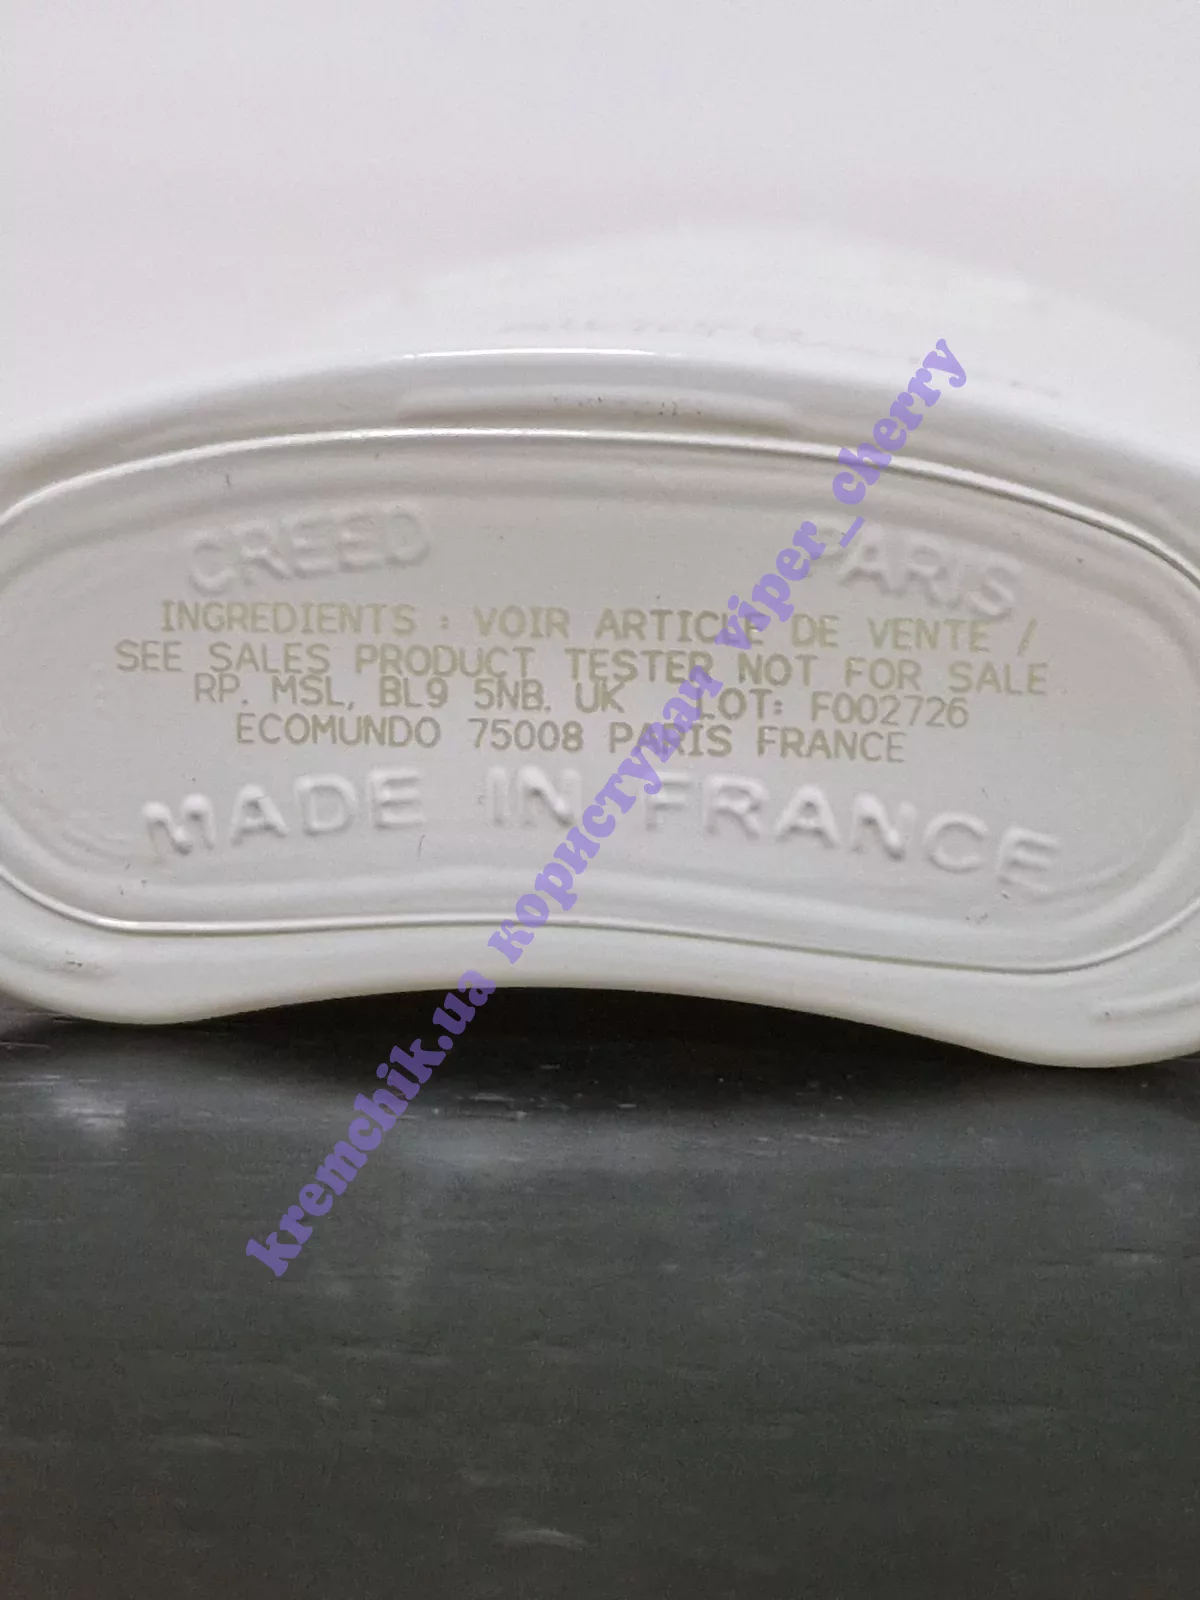 CREED PARIS
INGREDIENTS : VOIR ARTICLE DE VENTE /
SEE SALES PRODUCT TESTER NOT FOR SALE
RP. MSL, BL9 5NB. UK LOT: F002726
ECOMUNDO 75008 PARIS FRANCE
MADE IN FRANCE
kremchik.ua користувач viper_cherry